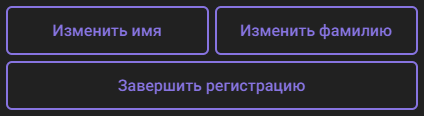 Изменить имя
Изменить фамилию
Завершить регистрацию